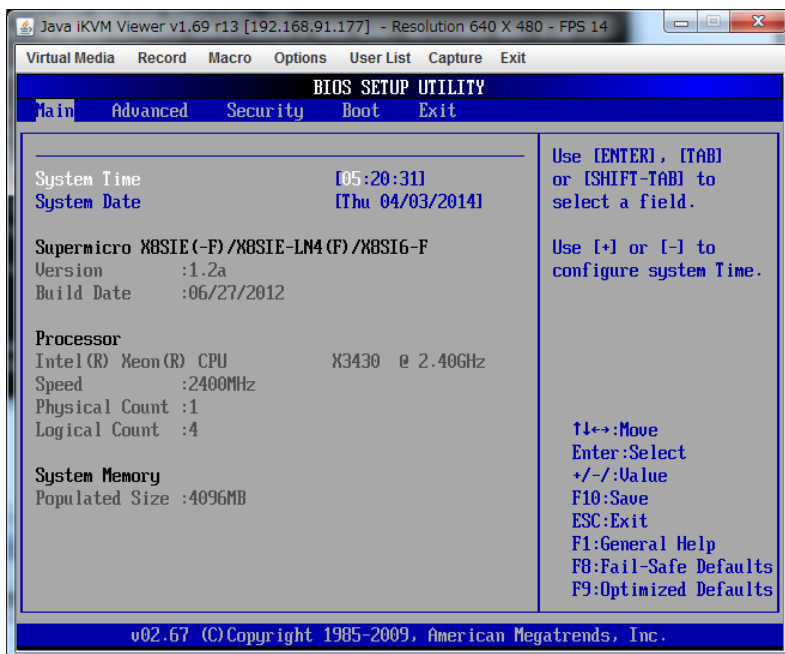 Java iKVM Viewer v1.69 r13 [192.168.91.177] - Resolution 640 X 480 - FPS 14
Virtual Media Record Macro Options User List Capture Exit
BIOS SETUP UTILITY
Main Advanced Security Boot Exit
System Time [05:20:31]
System Date [Thu 04/03/2014]
Supermicro X8SIE(-F)/X8SIE-LN4(F)/X8SI6-F
Version :1.2a
Build Date :06/27/2012
Processor
Intel(R) Xeon(R) CPU X3430 @ 2.40GHz
Speed :2400MHz
Physical Count :1
Logical Count :4
System Memory
Populated Size :4096MB
Use [ENTER], [TAB]
or [SHIFT-TAB] to
select a field.
Use [+] or [-] to
configure system Time.
↑↓←→:Move
Enter:Select
+/-/:Value
F10:Save
ESC:Exit
F1:General Help
F8:Fail-Safe Defaults
F9:Optimized Defaults
v02.67 (C)Copyright 1985-2009, American Megatrends, Inc.